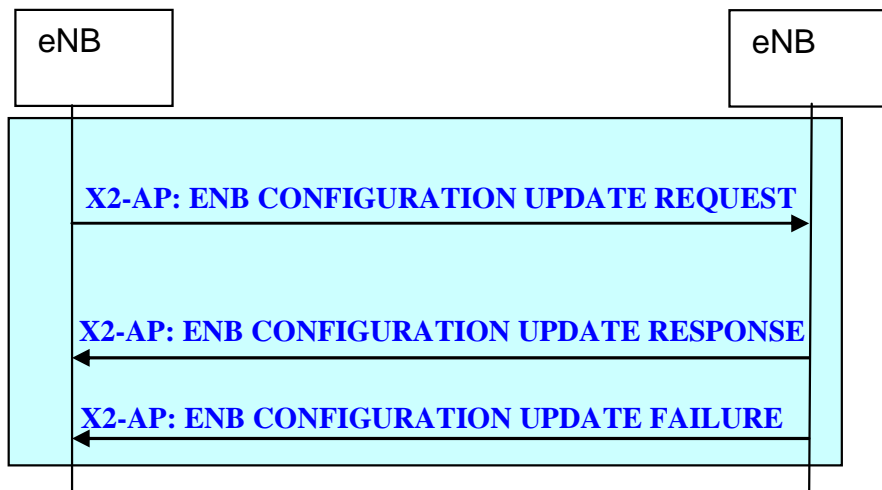 eNB
eNB
X2-AP: ENB CONFIGURATION UPDATE REQUEST
X2-AP: ENB CONFIGURATION UPDATE RESPONSE
X2-AP: ENB CONFIGURATION UPDATE FAILURE